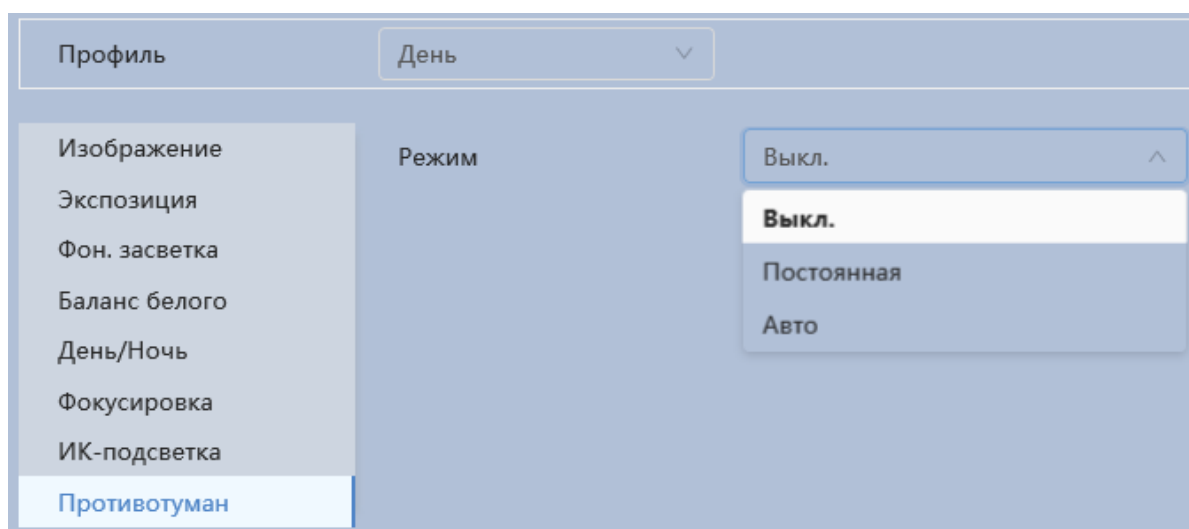 Профиль День
Изображение Режим Выкл.
Экспозиция Выкл.
Фон. засветка Постоянная
Баланс белого Авто
День/Ночь
Фокусировка
ИК-подсветка
Противотуман